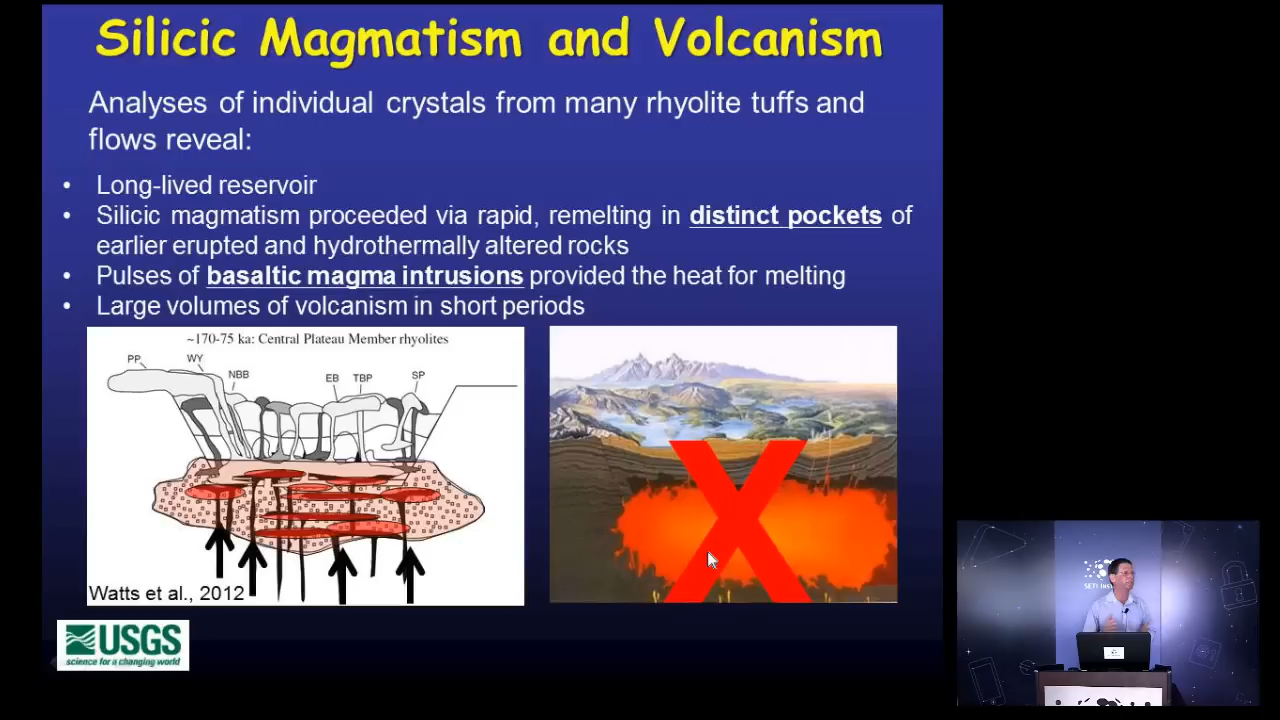 Silicic Magmatism and Volcanism
Analyses of individual crystals from many rhyolite tuffs and
flows reveal:
• Long-lived reservoir
• Silicic magmatism proceeded via rapid, remelting in distinct pockets of
earlier erupted and hydrothermally altered rocks
• Pulses of basaltic magma intrusions provided the heat for melting
• Large volumes of volcanism in short periods
~170-75 ka: Central Plateau Member rhyolites
PP
WY
NBB
EB
TBP
SP
Watts et al., 2012
USGS
science for a changing world
SETI